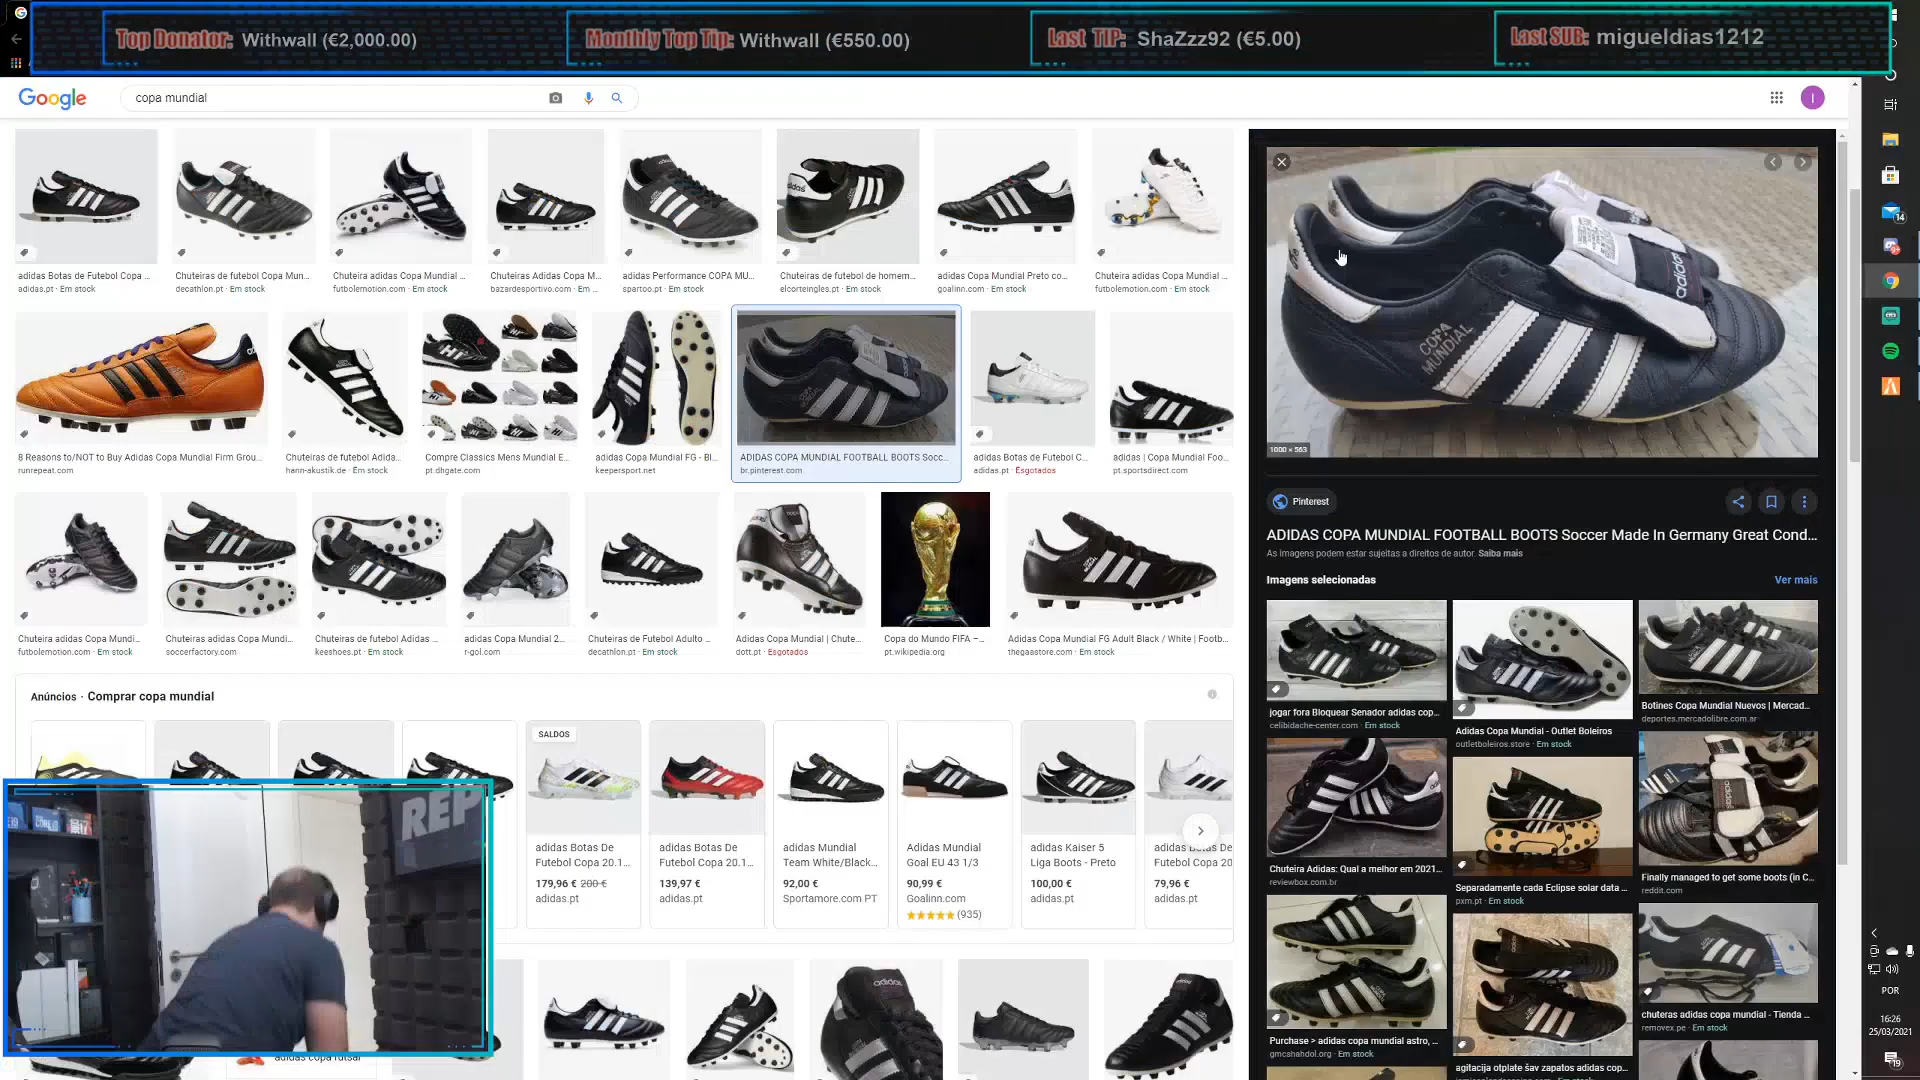 Top Donator: Withwall (€2,000.00)
Monthly Top Tip: Withwall (€550.00)
Last TIP: ShaZzz92 (€5.00)
Last SUB: migueldias1212
Google
copa mundial
I
adidas Botas de Futebol Copa ...
adidas.pt · Em stock
Chuteiras de futebol Copa Mun...
decathlon.pt · Em stock
Chuteira adidas Copa Mundial ...
futbolemotion.com · Em stock
Chuteiras Adidas Copa M...
bazardesportivo.com · Em ...
adidas Performance COPA MU...
spartoo.pt · Em stock
Chuteiras de futebol de homem...
elcorteingles.pt · Em stock
adidas Copa Mundial Preto co...
goalinn.com · Em stock
Chuteira adidas Copa Mundial ...
futbolemotion.com · Em stock
8 Reasons to/NOT to Buy Adidas Copa Mundial Firm Grou...
runrepeat.com
Chuteiras de futebol Adida...
hann-akustik.de · Em stock
Compre Classics Mens Mundial E...
pt.dhgate.com
adidas Copa Mundial FG - Bl...
keepersport.net
ADIDAS COPA MUNDIAL FOOTBALL BOOTS Socc...
br.pinterest.com
adidas Botas de Futebol C...
adidas.pt · Esgotados
adidas | Copa Mundial Foo...
pt.sportsdirect.com
Chuteira adidas Copa Mundi...
futbolemotion.com · Em stock
Chuteiras adidas Copa Mundi...
soccerfactory.com
Chuteiras de futebol Adidas ...
keeshoes.pt · Em stock
adidas Copa Mundial 2...
r-gol.com
Chuteiras de Futebol Adulto ...
decathlon.pt · Em stock
Adidas Copa Mundial | Chute...
dott.pt · Esgotados
Copa do Mundo FIFA –...
pt.wikipedia.org
Adidas Copa Mundial FG Adult Black / White | Footb...
thegaastore.com · Em stock
Anúncios · Comprar copa mundial
SALDOS
adidas Botas De
Futebol Copa 20.1...
179,96 € 200 €
adidas.pt
adidas Botas De
Futebol Copa 20.1...
139,97 €
adidas.pt
adidas Mundial
Team White/Black...
92,00 €
Sportamore.com PT
Adidas Mundial
Goal EU 43 1/3
90,99 €
Goalinn.com
(935)
adidas Kaiser 5
Liga Boots - Preto
100,00 €
adidas.pt
adidas Botas De
Futebol Copa 20
79,96 €
adidas.pt
REP
adidas copa futsal
COPA
MUNDIAL
adidas
1000 × 563
Pinterest
ADIDAS COPA MUNDIAL FOOTBALL BOOTS Soccer Made In Germany Great Cond...
As imagens podem estar sujeitas a direitos de autor. Saiba mais
Imagens selecionadas
Ver mais
jogar fora Bloquear Senador adidas cop...
celibidache-center.com · Em stock
Adidas Copa Mundial - Outlet Boleiros
outletboleiros.store · Em stock
Botines Copa Mundial Nuevos | Mercad...
deportes.mercadolibre.com.ar
Chuteira Adidas: Qual a melhor em 2021...
reviewbox.com.br
Separadamente cada Eclipse solar data ...
pxm.pt · Em stock
Finally managed to get some boots (in C...
reddit.com
Purchase > adidas copa mundial astro, ...
gmcshahdol.org · Em stock
agitacija otplate šav zapatos adidas cop...
chuteras adidas copa mundial - Tienda ...
removex.pe · Em stock
14
POR
16:26
25/03/2021
19